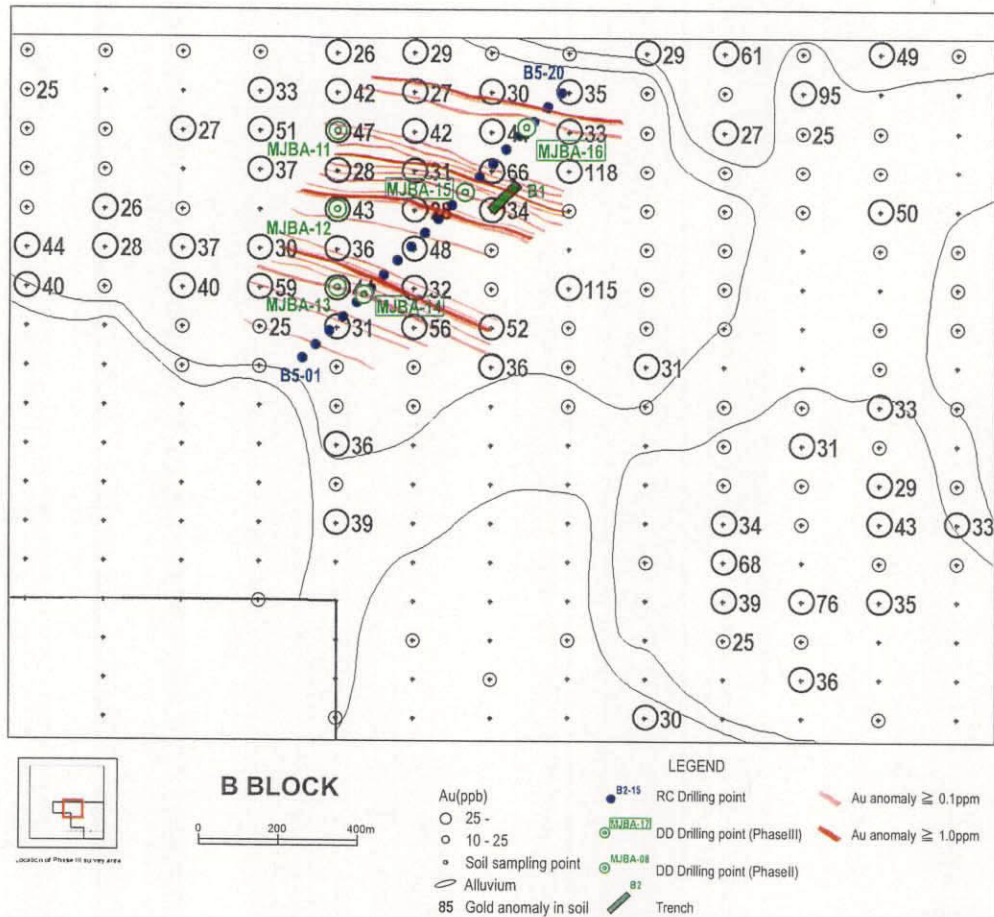 26 29 29 61 49
B5-20
25 33 42 27 30 35 95
27 51 47 42 33 27 25
MJBA-11 MJBA-16
37 28 31 66 118
MJBA-15 B1
26 43 34 50
MJBA-12
44 28 37 30 36 48
40 40 59 32 115
MJBA-13 MJBA-14
25 31 56 52
B5-01 36 31
33
36 31
29
39 34 43 33
68
39 76 35
25
36
30
B BLOCK
0 200 400m
Location of Phase III survey area
LEGEND
Au(ppb)
25 -
10 - 25
Soil sampling point
Alluvium
85 Gold anomaly in soil
B2-15 RC Drilling point
MJBA-17 DD Drilling point (PhaseIII)
MJBA-08 DD Drilling point (PhaseII)
B2 Trench
Au anomaly ≧ 0.1ppm
Au anomaly ≧ 1.0ppm